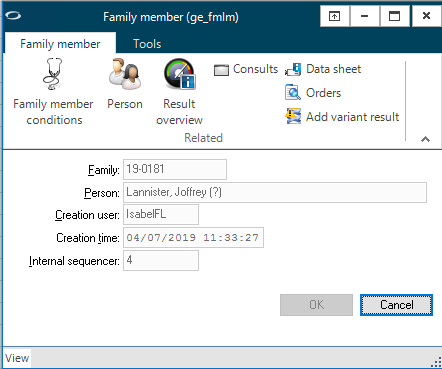 Family member (ge_fmlm)
Family member Tools
Family member conditions
Person
Result overview
Consults
Data sheet
Orders
Add variant result
Related
Family: 19-0181
Person: Lannister, Joffrey (?)
Creation user: IsabelFL
Creation time: 04/07/2019 11:33:27
Internal sequencer: 4
OK Cancel
View